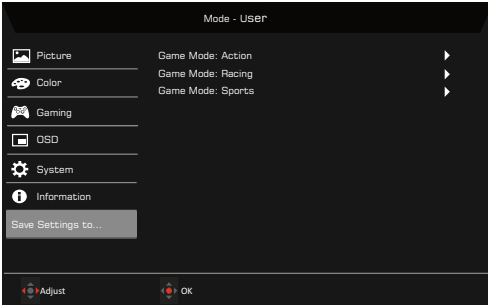 Mode - User
Picture
Color
Gaming
OSD
System
Information
Save Settings to...
Game Mode: Action
Game Mode: Racing
Game Mode: Sports
Adjust
OK